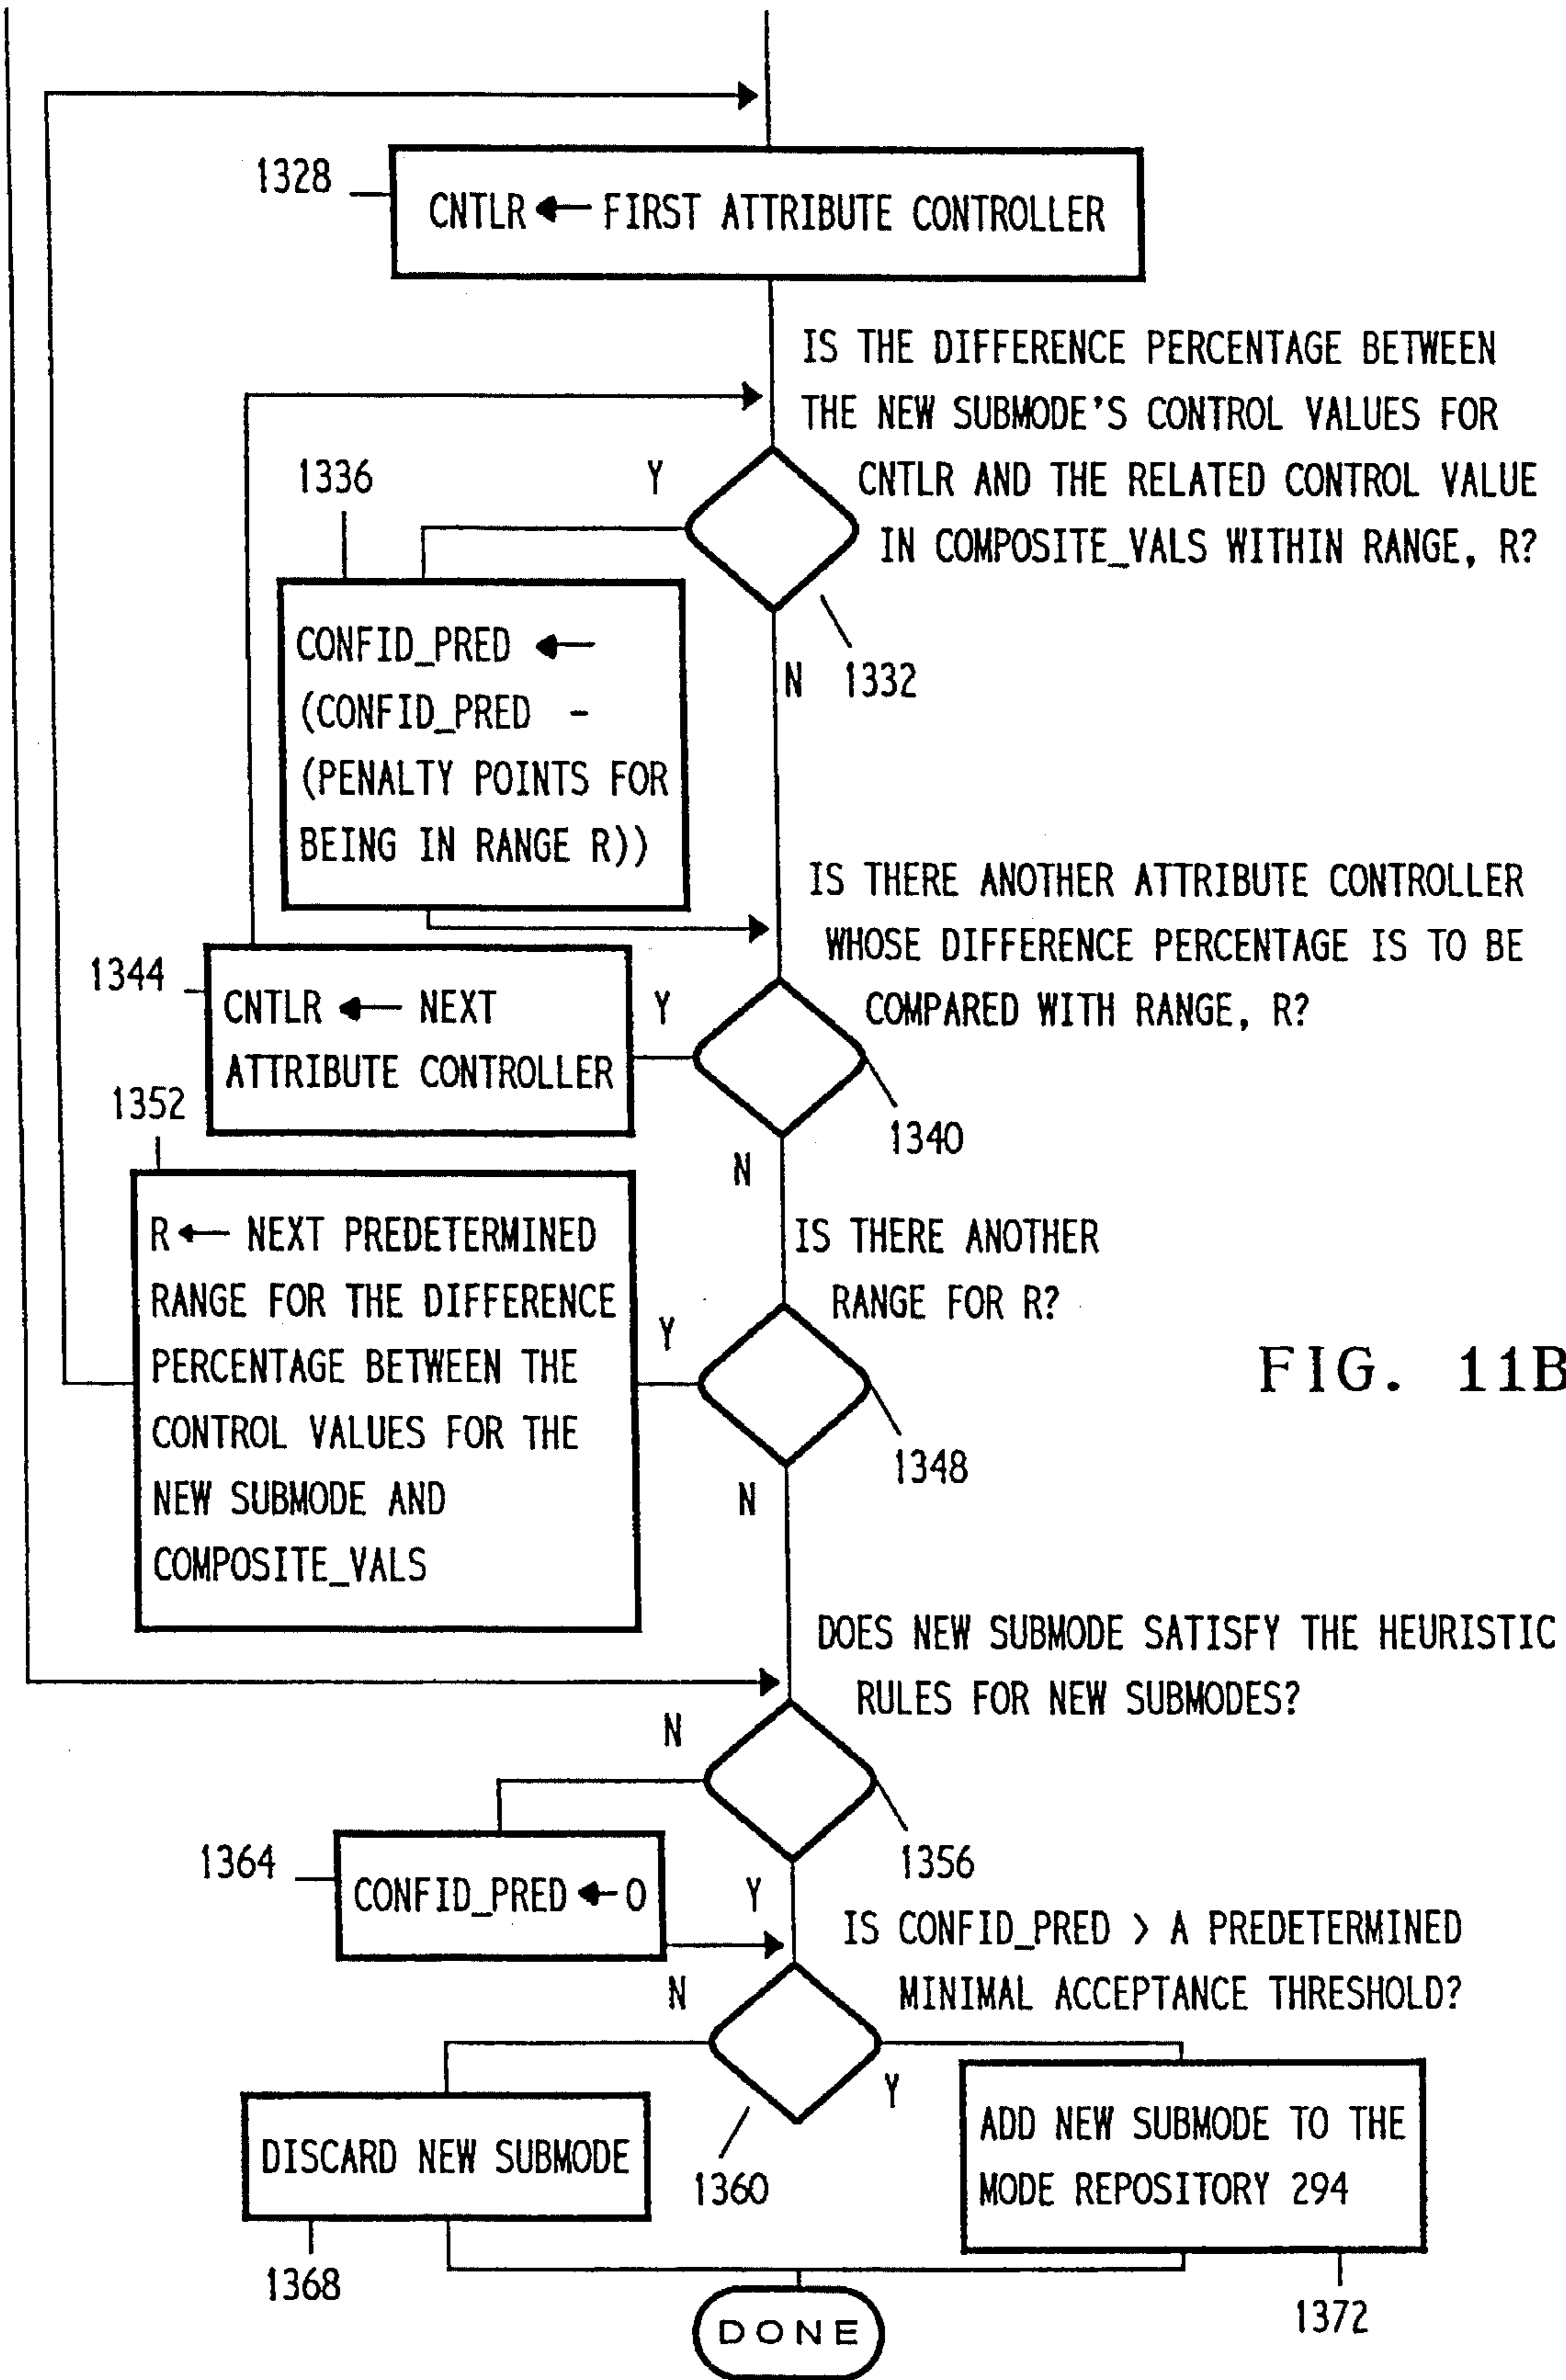 1328
CNTLR ← FIRST ATTRIBUTE CONTROLLER
IS THE DIFFERENCE PERCENTAGE BETWEEN
THE NEW SUBMODE'S CONTROL VALUES FOR
CNTLR AND THE RELATED CONTROL VALUE
IN COMPOSITE_VALS WITHIN RANGE, R?
1336
Y
N
1332
CONFID_PRED ←
(CONFID_PRED -
(PENALTY POINTS FOR
BEING IN RANGE R))
IS THERE ANOTHER ATTRIBUTE CONTROLLER
WHOSE DIFFERENCE PERCENTAGE IS TO BE
COMPARED WITH RANGE, R?
1344
CNTLR ← NEXT
ATTRIBUTE CONTROLLER
Y
1340
N
1352
R ← NEXT PREDETERMINED
RANGE FOR THE DIFFERENCE
PERCENTAGE BETWEEN THE
CONTROL VALUES FOR THE
NEW SUBMODE AND
COMPOSITE_VALS
IS THERE ANOTHER
RANGE FOR R?
Y
1348
N
FIG. 11B
DOES NEW SUBMODE SATISFY THE HEURISTIC
RULES FOR NEW SUBMODES?
N
1356
1364
CONFID_PRED ← 0
Y
IS CONFID_PRED > A PREDETERMINED
MINIMAL ACCEPTANCE THRESHOLD?
N
Y
1360
DISCARD NEW SUBMODE
1368
ADD NEW SUBMODE TO THE
MODE REPOSITORY 294
1372
DONE